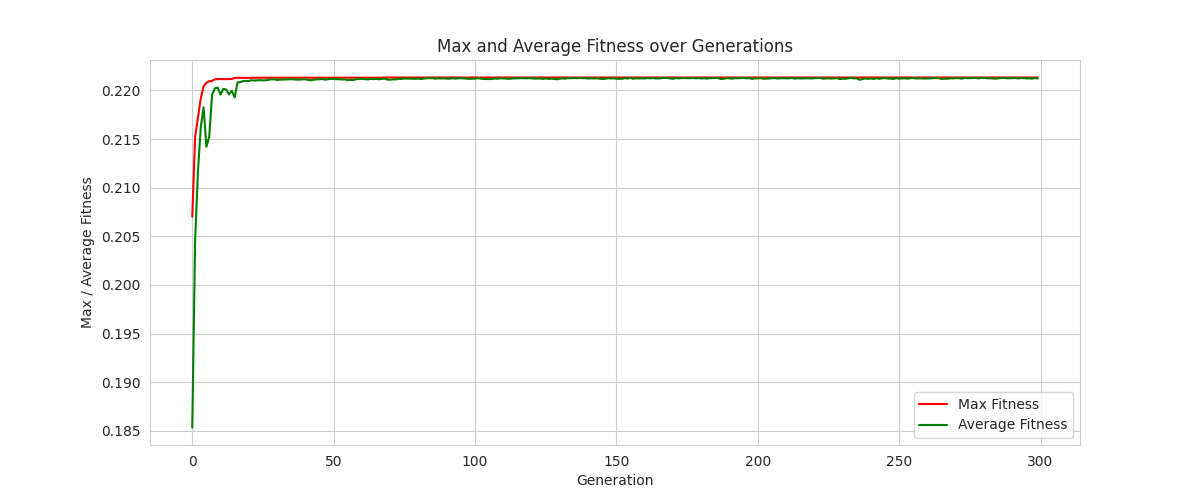 Max and Average Fitness over Generations
Max / Average Fitness
0.220
0.215
0.210
0.205
0.200
0.195
0.190
0.185
0 50 100 150 200 250 300
Generation
Max Fitness
Average Fitness